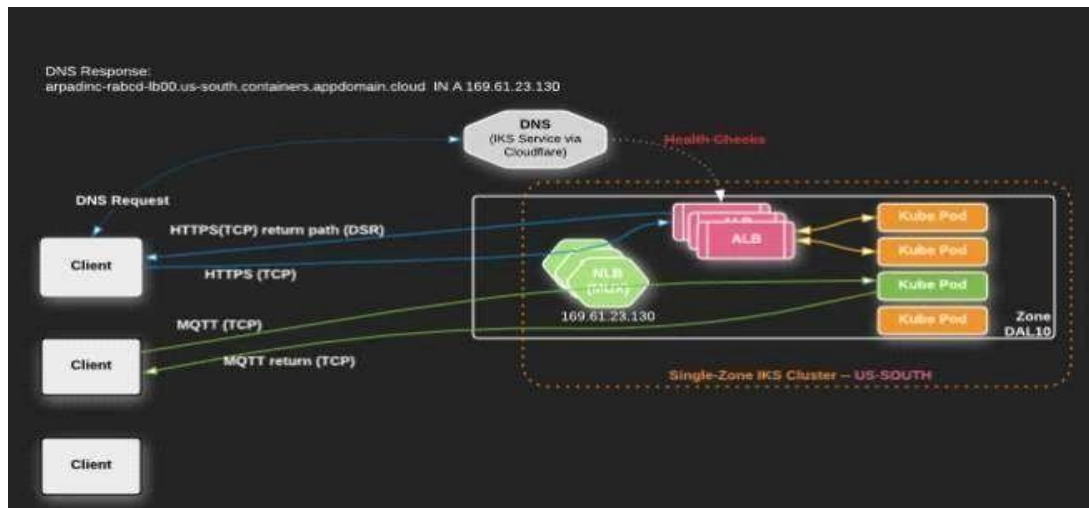 DNS Response:
arpadinc-rabcd-lb00.us-south.containers.appdomain.cloud IN A 169.61.23.130
DNS
(IKS Service via
Cloudflare)
Health Checks
DNS Request
HTTPS(TCP) return path (DSR)
HTTPS (TCP)
Client
ALB
ALB
Kube Pod
Kube Pod
Kube Pod
Kube Pod
NLB
(MUX)
169.61.23.130
Zone
DAL10
MQTT (TCP)
MQTT return (TCP)
Client
Single-Zone IKS Cluster – US-SOUTH
Client